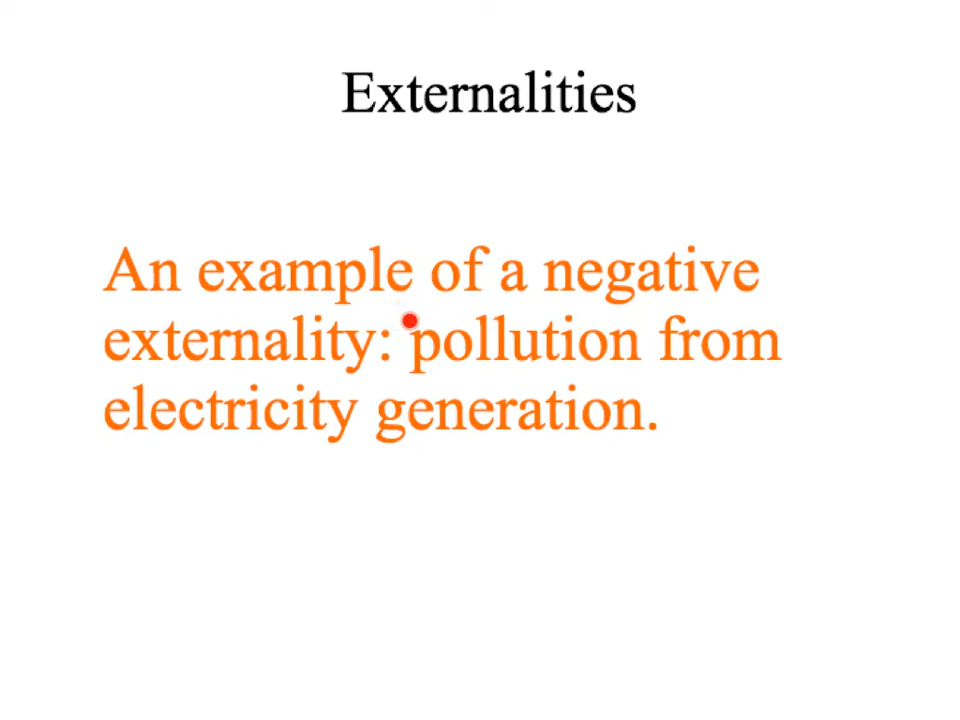 Externalities
An example of a negative
externality: pollution from
electricity generation.